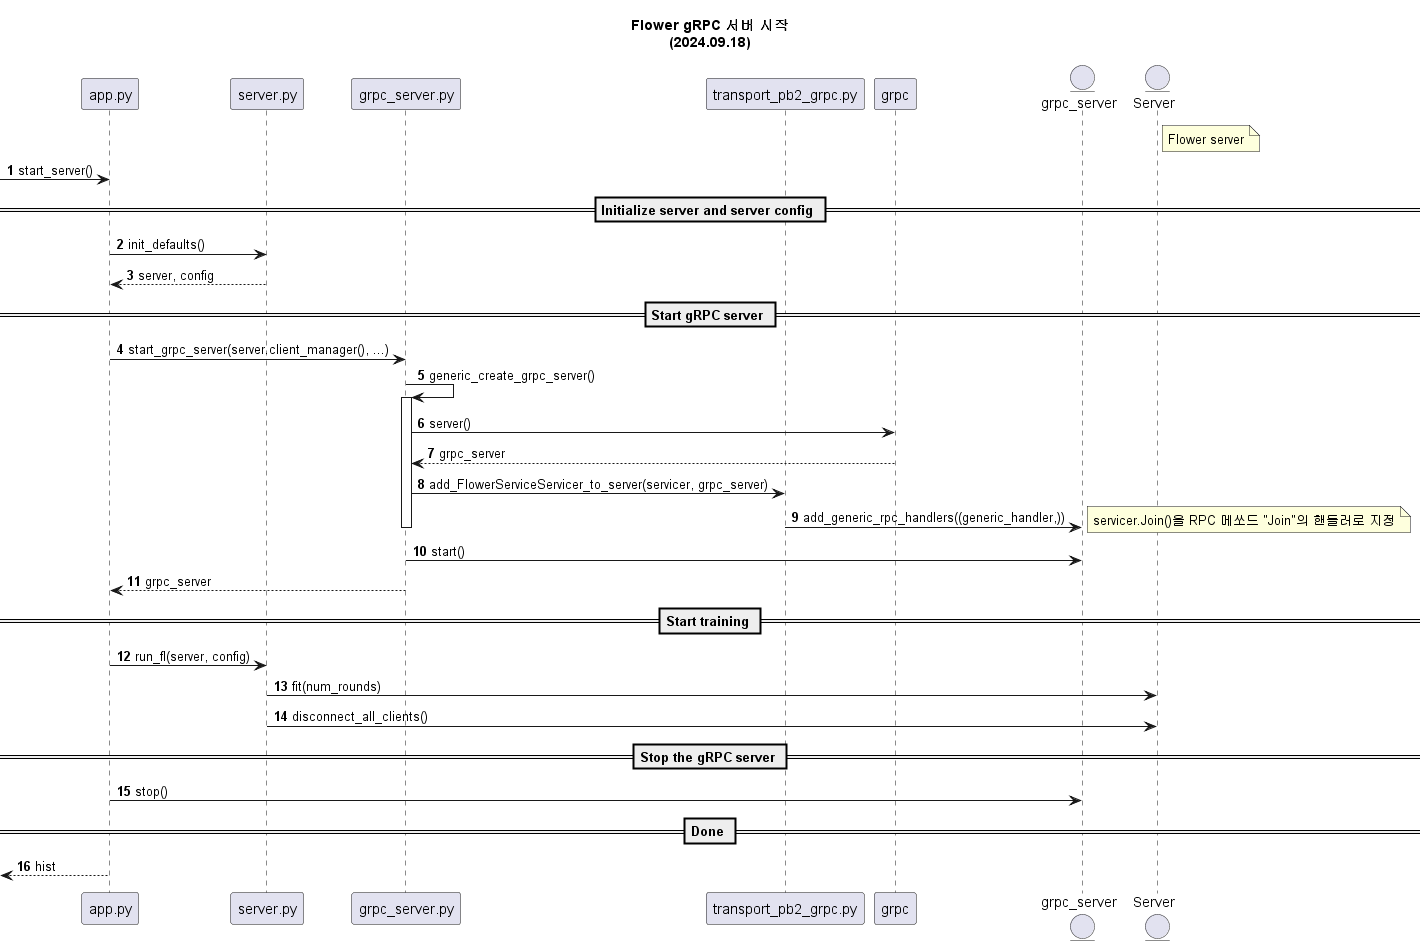 Flower gRPC 서버 시작
(2024.09.18)
app.py
server.py
grpc_server.py
transport_pb2_grpc.py
grpc
grpc_server
Server
Flower server
1 start_server()
Initialize server and server config
2 init_defaults()
3 server, config
Start gRPC server
4 start_grpc_server(server.client_manager(), ...)
5 generic_create_grpc_server()
6 server()
7 grpc_server
8 add_FlowerServiceServicer_to_server(servicer, grpc_server)
9 add_generic_rpc_handlers((generic_handler,))
servicer.Join()을 RPC 메쏘드 "Join"의 핸들러로 지정
10 start()
11 grpc_server
Start training
12 run_fl(server, config)
13 fit(num_rounds)
14 disconnect_all_clients()
Stop the gRPC server
15 stop()
Done
16 hist
app.py
server.py
grpc_server.py
transport_pb2_grpc.py
grpc
grpc_server
Server